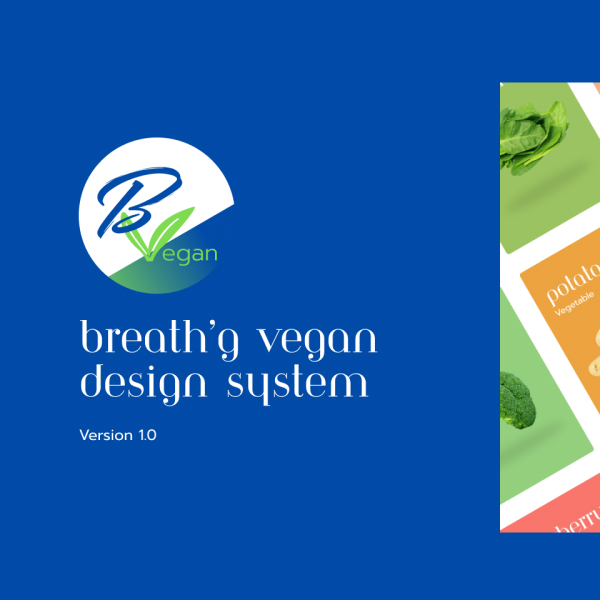 B
Vegan
breath'g vegan
design system
Version 1.0
potato
Vegetable